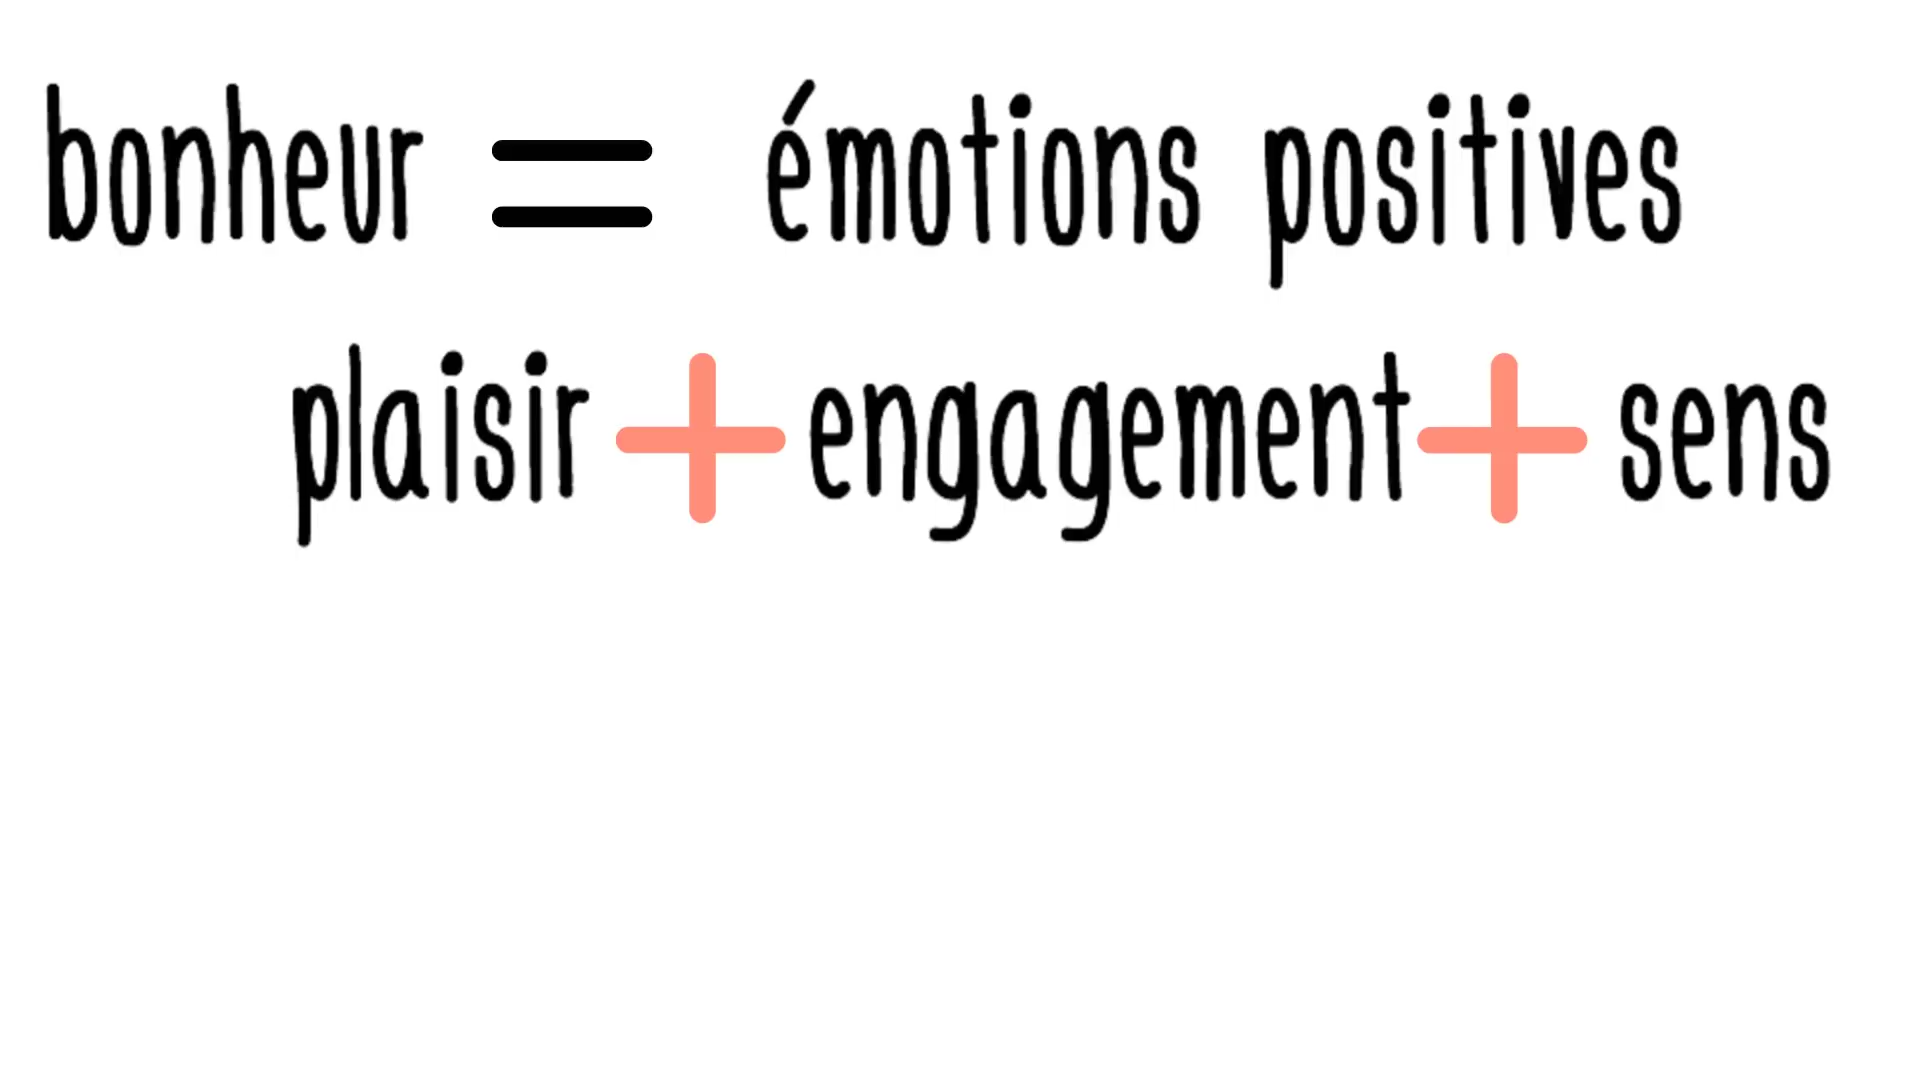 bonheur = émotions positives
plaisir + engagement + sens